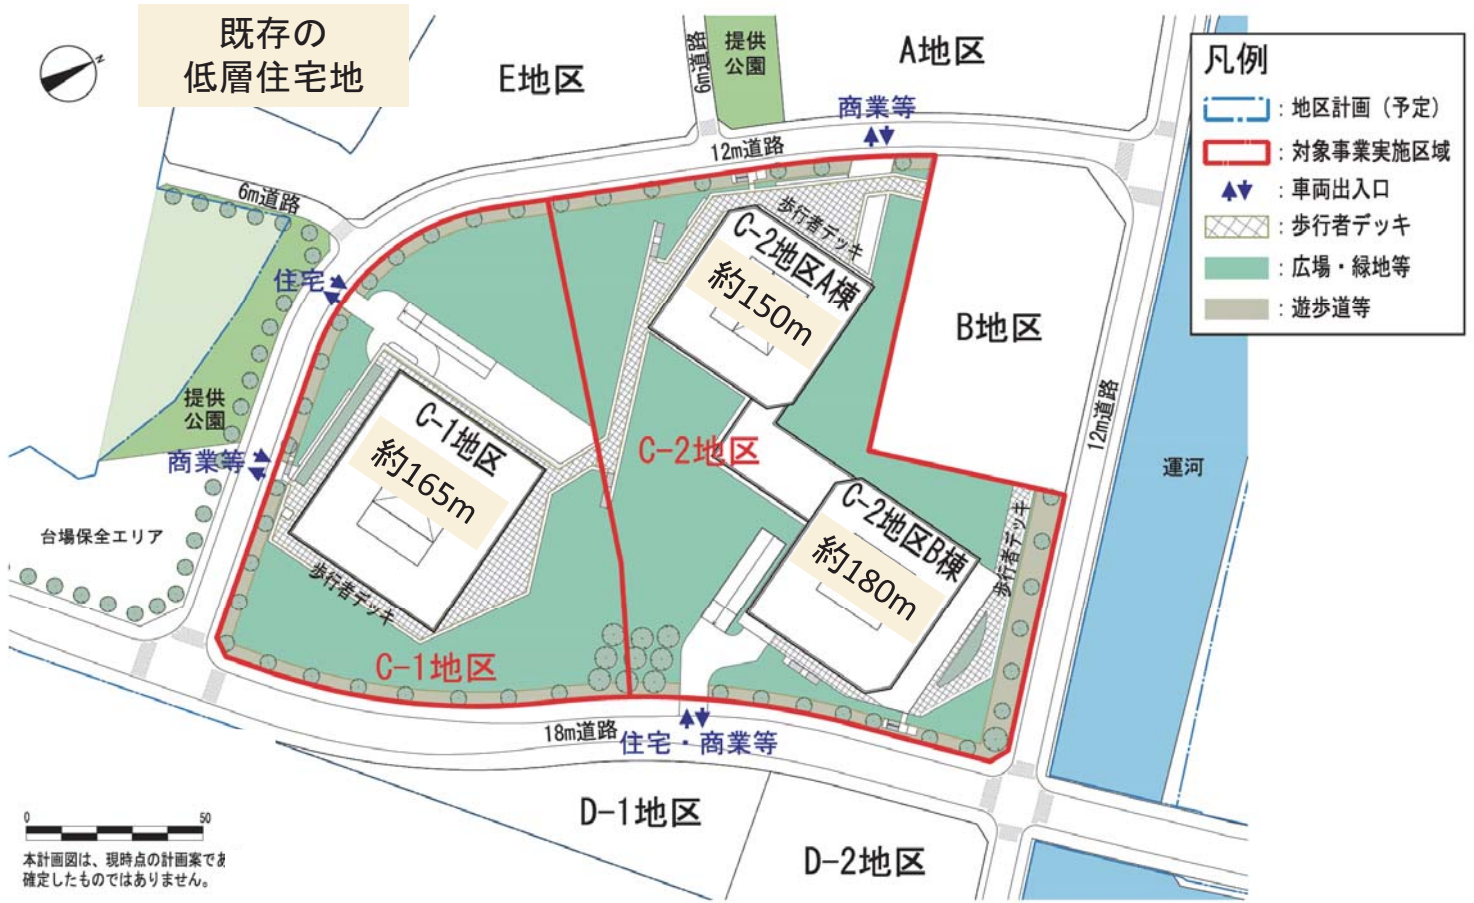 既存の
低層住宅地
N
E地区
6m道路
提供
公園
A地区
商業等
12m道路
6m道路
凡例
: 地区計画（予定）
: 対象事業実施区域
: 車両出入口
: 歩行者デッキ
: 広場・緑地等
: 遊歩道等
住宅
歩行者デッキ
C-2地区A棟
約150m
B地区
12m道路
運河
提供
公園
商業等
C-1地区
約165m
C-2地区
C-2地区B棟
約180m
歩行者デッキ
台場保全エリア
歩行者デッキ
C-1地区
18m道路
住宅・商業等
D-1地区
D-2地区
0 50
本計画図は、現時点の計画案であ
確定したものではありません。